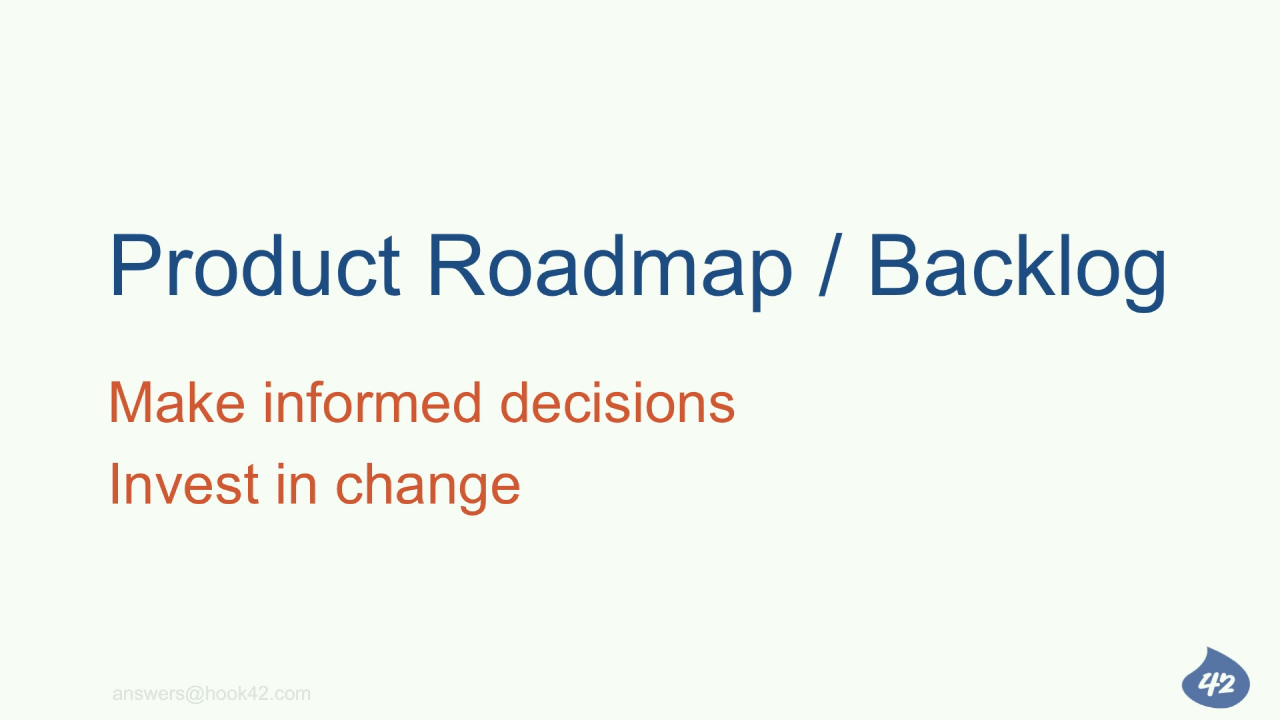 Product Roadmap / Backlog
Make informed decisions
Invest in change
answers@hook42.com
42